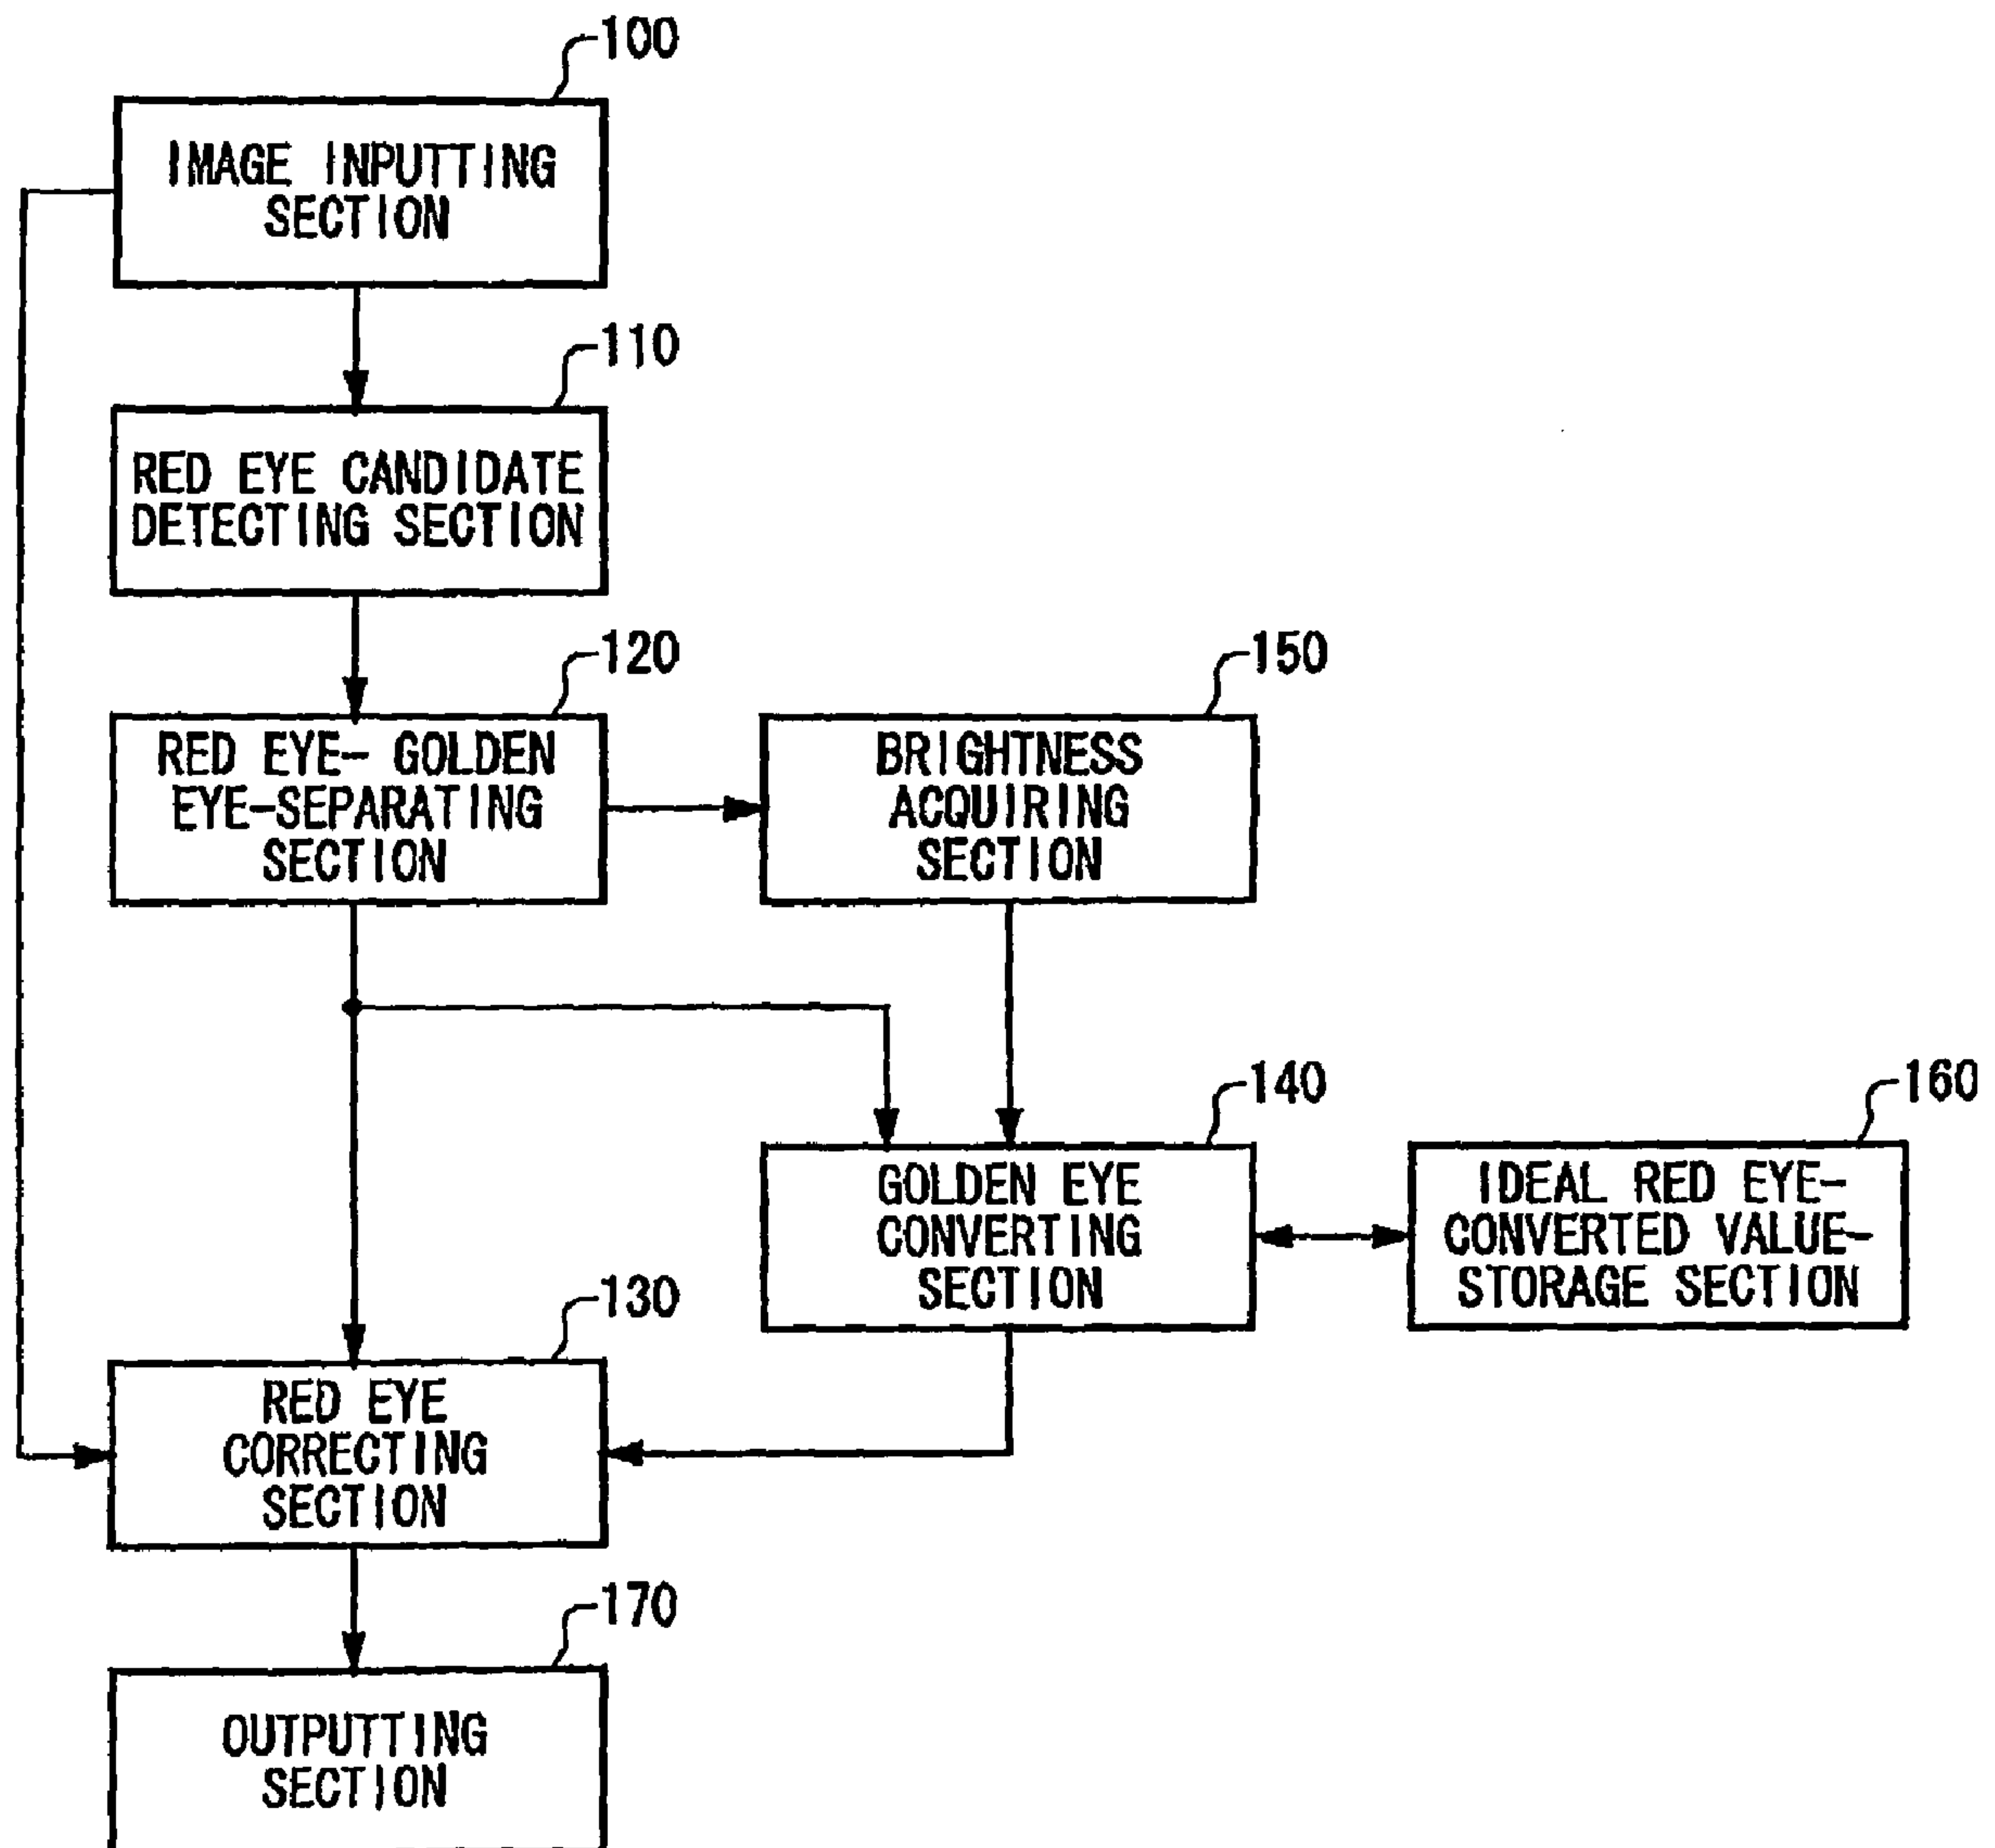 100
IMAGE INPUTTING
SECTION
110
RED EYE CANDIDATE
DETECTING SECTION
120
RED EYE- GOLDEN
EYE-SEPARATING
SECTION
150
BRIGHTNESS
ACQUIRING
SECTION
140
GOLDEN EYE
CONVERTING
SECTION
160
IDEAL RED EYE-
CONVERTED VALUE-
STORAGE SECTION
130
RED EYE
CORRECTING
SECTION
170
OUTPUTTING
SECTION